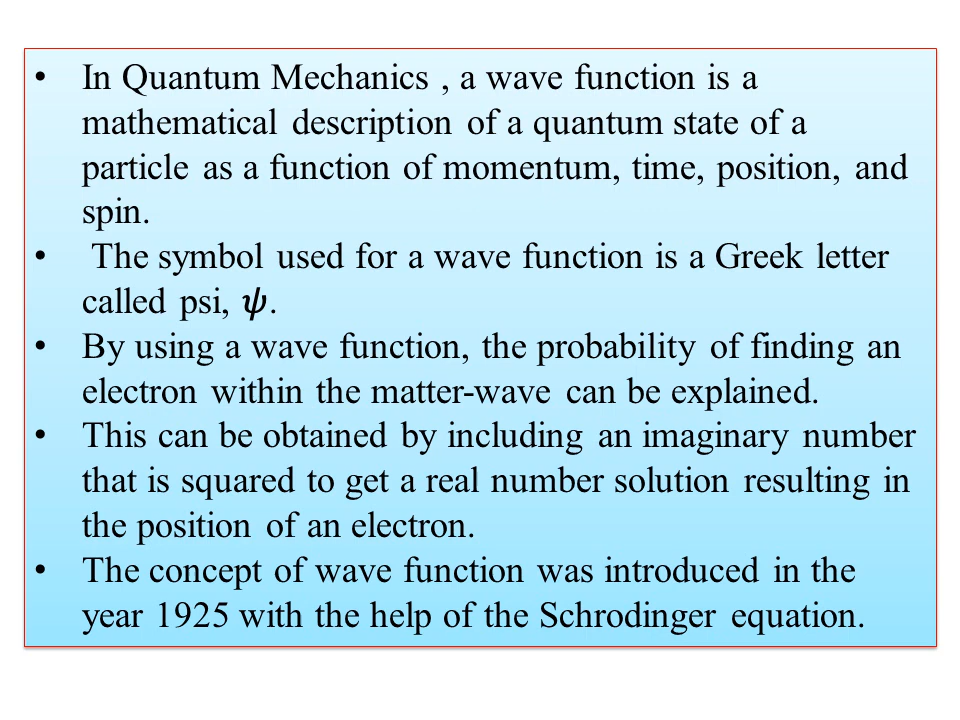 • In Quantum Mechanics , a wave function is a
mathematical description of a quantum state of a
particle as a function of momentum, time, position, and
spin.
• The symbol used for a wave function is a Greek letter
called psi, 𝝍.
• By using a wave function, the probability of finding an
electron within the matter-wave can be explained.
• This can be obtained by including an imaginary number
that is squared to get a real number solution resulting in
the position of an electron.
• The concept of wave function was introduced in the
year 1925 with the help of the Schrodinger equation.